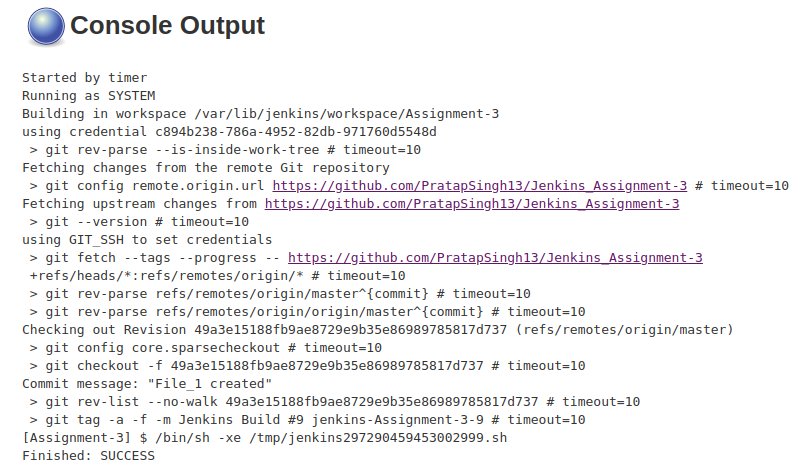 Console Output
Started by timer
Running as SYSTEM
Building in workspace /var/lib/jenkins/workspace/Assignment-3
using credential c894b238-786a-4952-82db-971760d5548d
 > git rev-parse --is-inside-work-tree # timeout=10
Fetching changes from the remote Git repository
 > git config remote.origin.url https://github.com/PratapSingh13/Jenkins_Assignment-3 # timeout=10
Fetching upstream changes from https://github.com/PratapSingh13/Jenkins_Assignment-3
 > git --version # timeout=10
using GIT_SSH to set credentials
 > git fetch --tags --progress -- https://github.com/PratapSingh13/Jenkins_Assignment-3
 +refs/heads/*:refs/remotes/origin/* # timeout=10
 > git rev-parse refs/remotes/origin/master^{commit} # timeout=10
 > git rev-parse refs/remotes/origin/origin/master^{commit} # timeout=10
Checking out Revision 49a3e15188fb9ae8729e9b35e86989785817d737 (refs/remotes/origin/master)
 > git config core.sparsecheckout # timeout=10
 > git checkout -f 49a3e15188fb9ae8729e9b35e86989785817d737 # timeout=10
Commit message: "File_1 created"
 > git rev-list --no-walk 49a3e15188fb9ae8729e9b35e86989785817d737 # timeout=10
 > git tag -a -f -m Jenkins Build #9 jenkins-Assignment-3-9 # timeout=10
[Assignment-3] $ /bin/sh -xe /tmp/jenkins297290459453002999.sh
Finished: SUCCESS